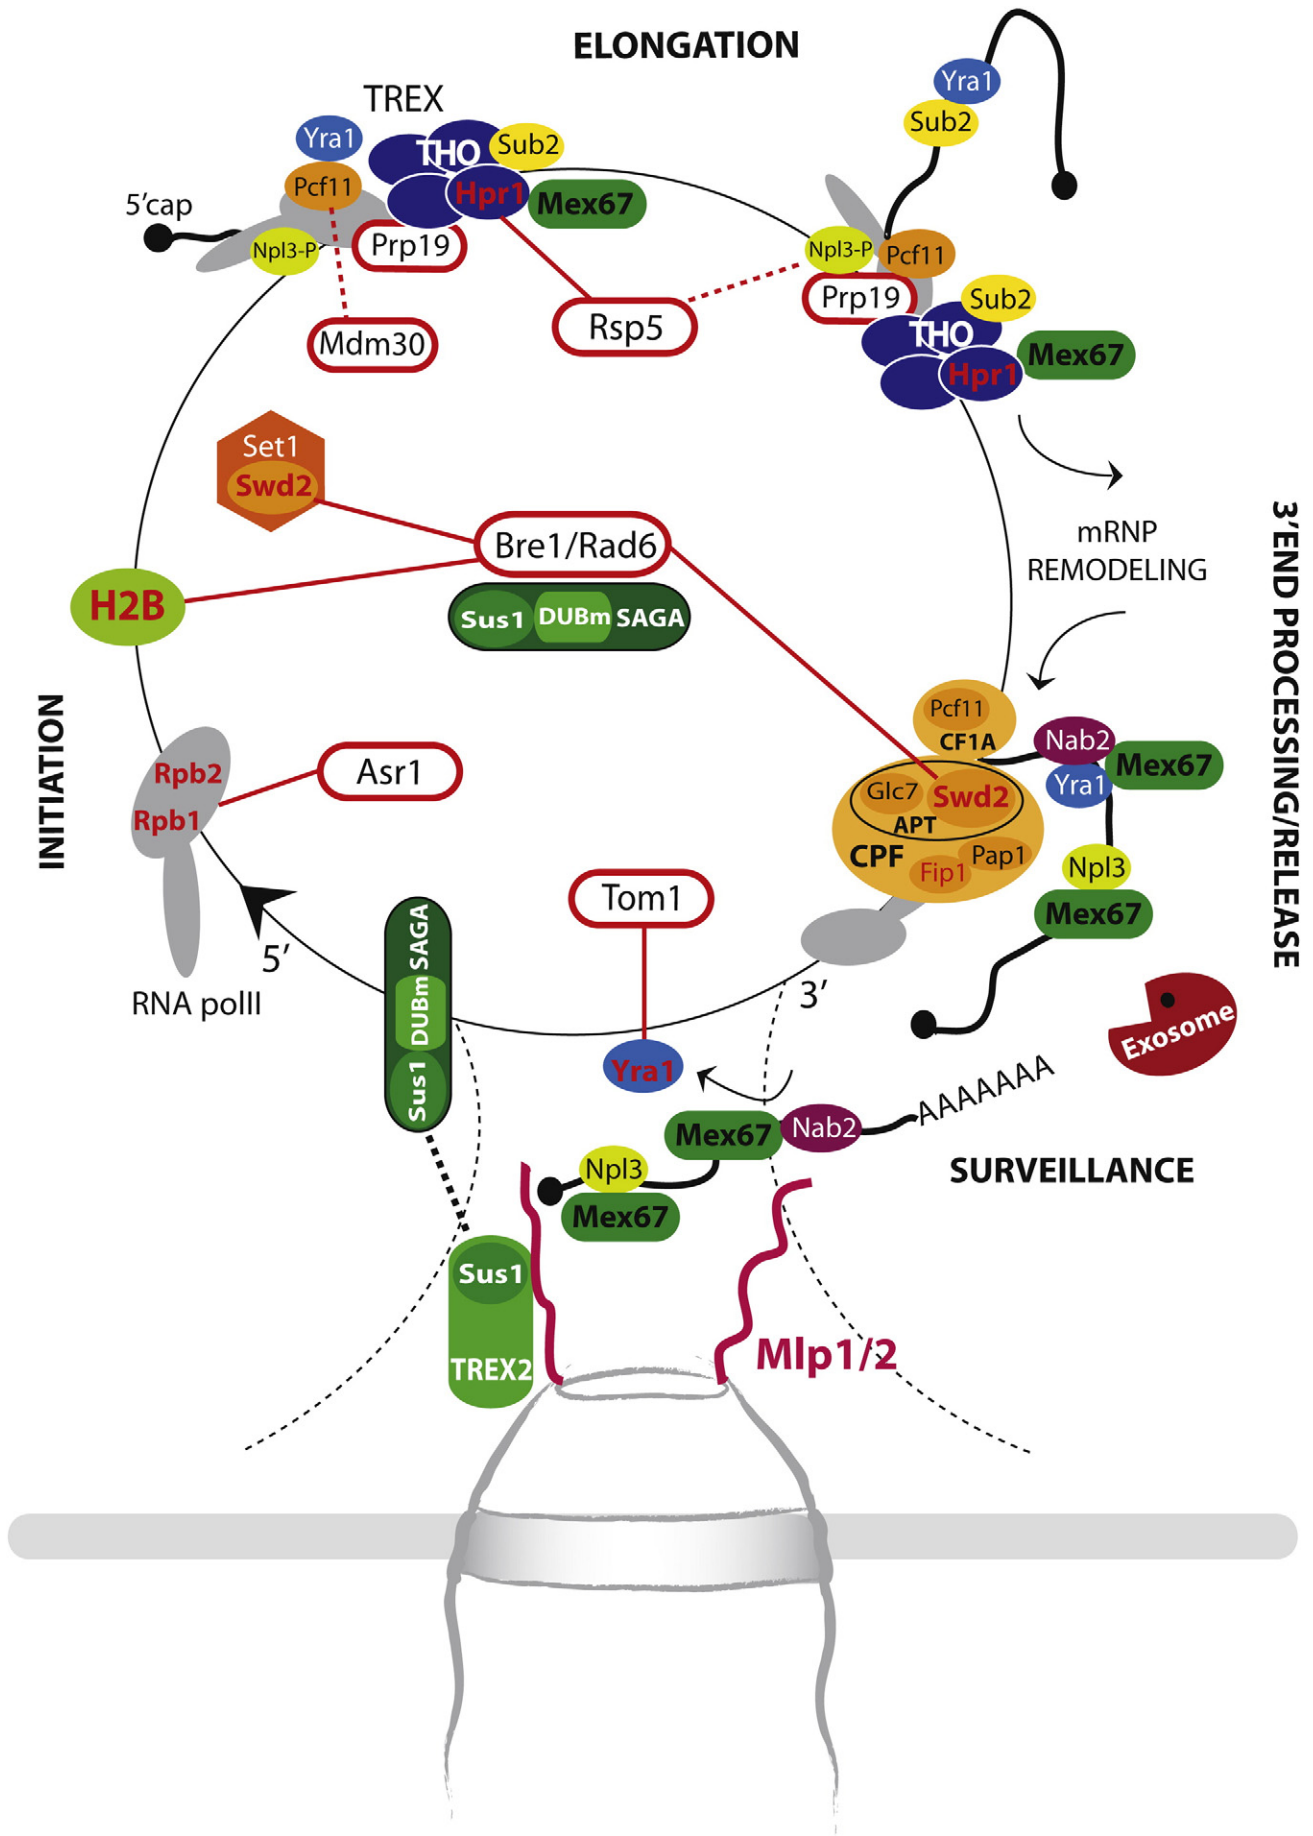 ELONGATION
TREX
Yra1
THO
Sub2
Pcf11
Hpr1
Mex67
5'cap
Npl3-P
Prp19
Mdm30
Rsp5
Yra1
Sub2
Npl3-P
Pcf11
Prp19
Sub2
THO
Mex67
Hpr1
Set1
Swd2
Bre1/Rad6
mRNP
REMODELING
3'END PROCESSING/RELEASE
H2B
Sus1 DUBm SAGA
INITIATION
Rpb2
Rpb1
Asr1
Pcf11
CF1A
Nab2
Mex67
Yra1
Glc7
Swd2
APT
CPF
Pap1
Fip1
Npl3
Mex67
Tom1
5'
RNA polII
Sus1 DUBm SAGA
3'
Exosome
Yra1
AAAAAAA
Mex67
Nab2
SURVEILLANCE
Npl3
Mex67
Sus1
TREX2
Mlp1/2